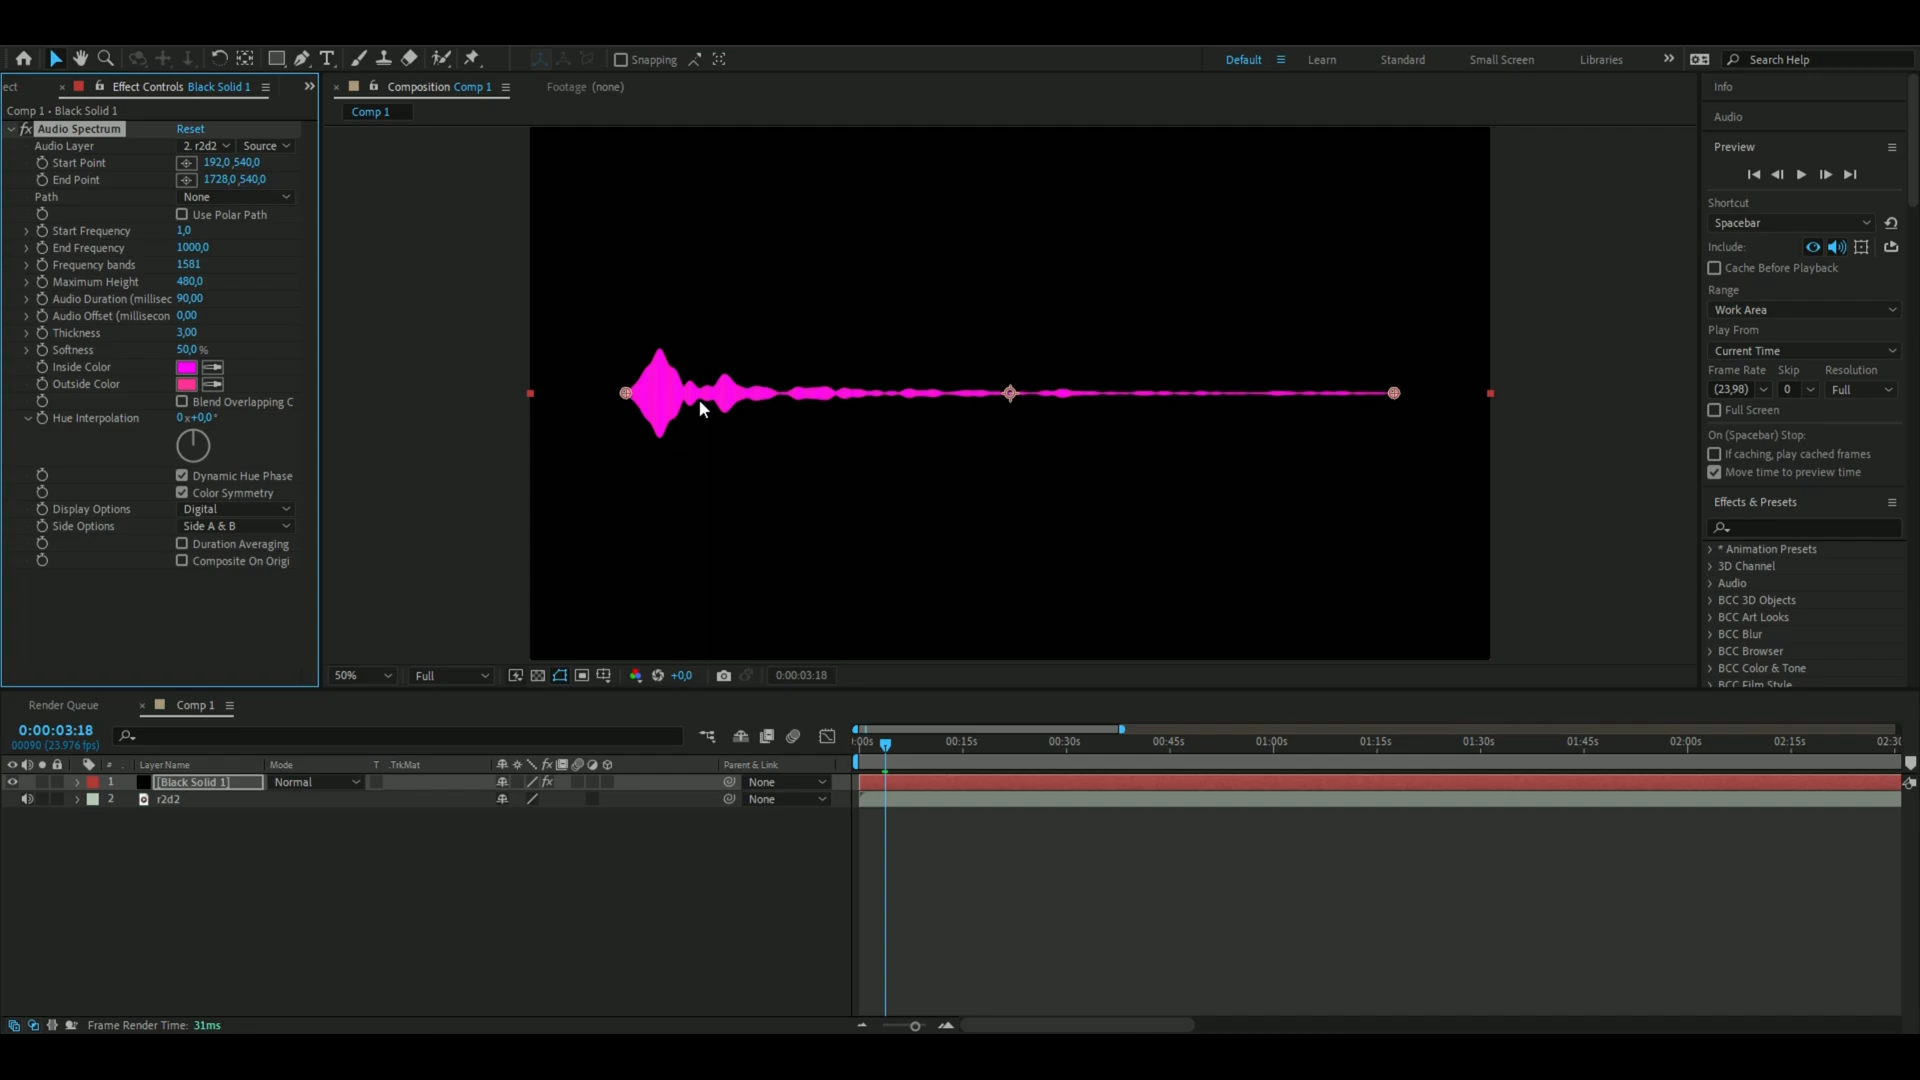 Snapping
Default
Learn
Standard
Small Screen
Libraries
Search Help
ect
Effect Controls Black Solid 1
Composition Comp 1
Footage (none)
Info
Comp 1 • Black Solid 1
Comp 1
fx Audio Spectrum Reset
Audio Layer 2. r2d2 Source
Start Point 192,0 ,540,0
End Point 1728,0 ,540,0
Path None
Use Polar Path
Start Frequency 1,0
End Frequency 1000,0
Frequency bands 1581
Maximum Height 480,0
Audio Duration (millisec 90,00
Audio Offset (millisecon 0,00
Thickness 3,00
Softness 50,0 %
Inside Color
Outside Color
Blend Overlapping C
Hue Interpolation 0 x+0,0°
Dynamic Hue Phase
Color Symmetry
Display Options Digital
Side Options Side A & B
Duration Averaging
Composite On Origi
50%
Full
+0,0
0:00:03:18
Audio
Preview
Shortcut
Spacebar
Include:
Cache Before Playback
Range
Work Area
Play From
Current Time
Frame Rate Skip Resolution
(23,98) 0 Full
Full Screen
On (Spacebar) Stop:
If caching, play cached frames
Move time to preview time
Effects & Presets
* Animation Presets
3D Channel
Audio
BCC 3D Objects
BCC Art Looks
BCC Blur
BCC Browser
BCC Color & Tone
BCC Film Style
Render Queue
Comp 1
0:00:03:18
00090 (23.976 fps)
:00s 00:15s 00:30s 00:45s 01:00s 01:15s 01:30s 01:45s 02:00s 02:15s 02:30
# Layer Name Mode T .TrkMat fx Parent & Link
1 [Black Solid 1] Normal fx None
2 r2d2 None
Frame Render Time: 31ms